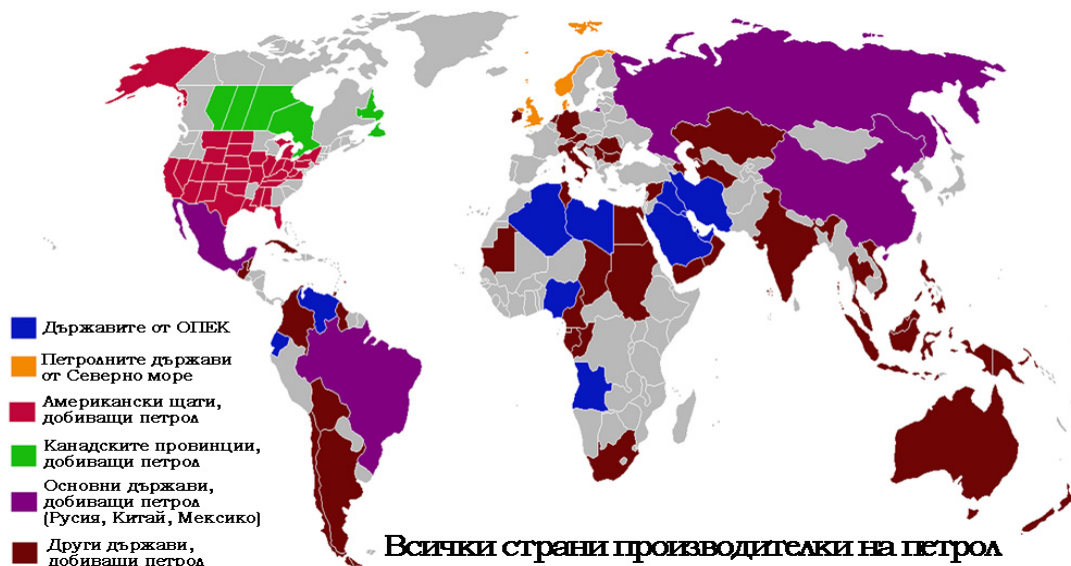 Държавите от ОПЕК
Петролните държави
от Северно море
Американски щати,
добиващи петрол
Канадските провинции,
добиващи петрол
Основни държави,
добиващи петрол
(Русия, Китай, Мексико)
Други държави,
добиващи петрол
Всички страни производителки на петрол